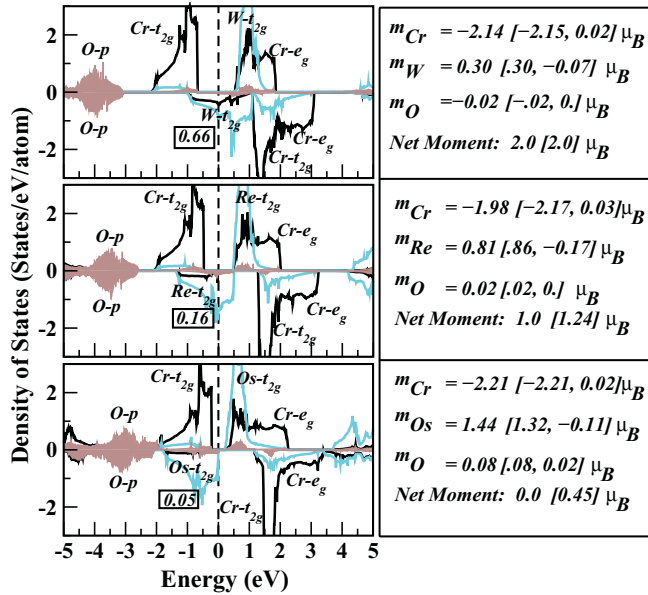 Density of States (States/eV/atom)
2
0
-2
O-p
O-p
Cr-t2g
W-t2g
Cr-eg
W-t2g
0.66
Cr-t2g
Cr-eg
mCr = -2.14 [-2.15, 0.02] μB
mW = 0.30 [.30, -0.07] μB
mO = -0.02 [-.02, 0.] μB
Net Moment: 2.0 [2.0] μB
2
0
-2
O-p
O-p
Cr-t2g
Re-t2g
Cr-eg
Re-t2g
0.16
Cr-t2g
Cr-eg
mCr = -1.98 [-2.17, 0.03]μB
mRe = 0.81 [.86, -0.17] μB
mO = 0.02 [.02, 0.] μB
Net Moment: 1.0 [1.24] μB
2
0
-2
O-p
O-p
Cr-t2g
Os-t2g
Cr-eg
Os-t2g
0.05
Cr-t2g
Cr-eg
mCr = -2.21 [-2.21, 0.02]μB
mOs = 1.44 [1.32, -0.11] μB
mO = 0.08 [.08, 0.02] μB
Net Moment: 0.0 [0.45] μB
-5 -4 -3 -2 -1 0 1 2 3 4 5
Energy (eV)